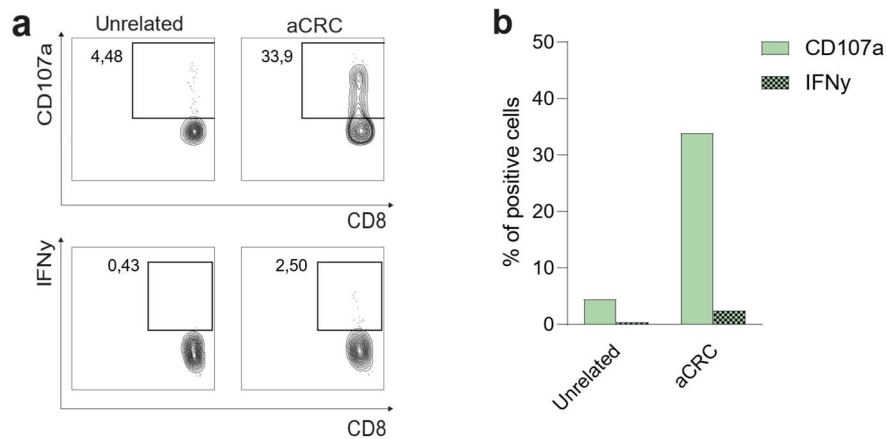 a
Unrelated
aCRC
CD107a
4,48
33,9
CD8
IFNy
0,43
2,50
CD8
b
% of positive cells
50
40
30
20
10
0
Unrelated
aCRC
CD107a
IFNy